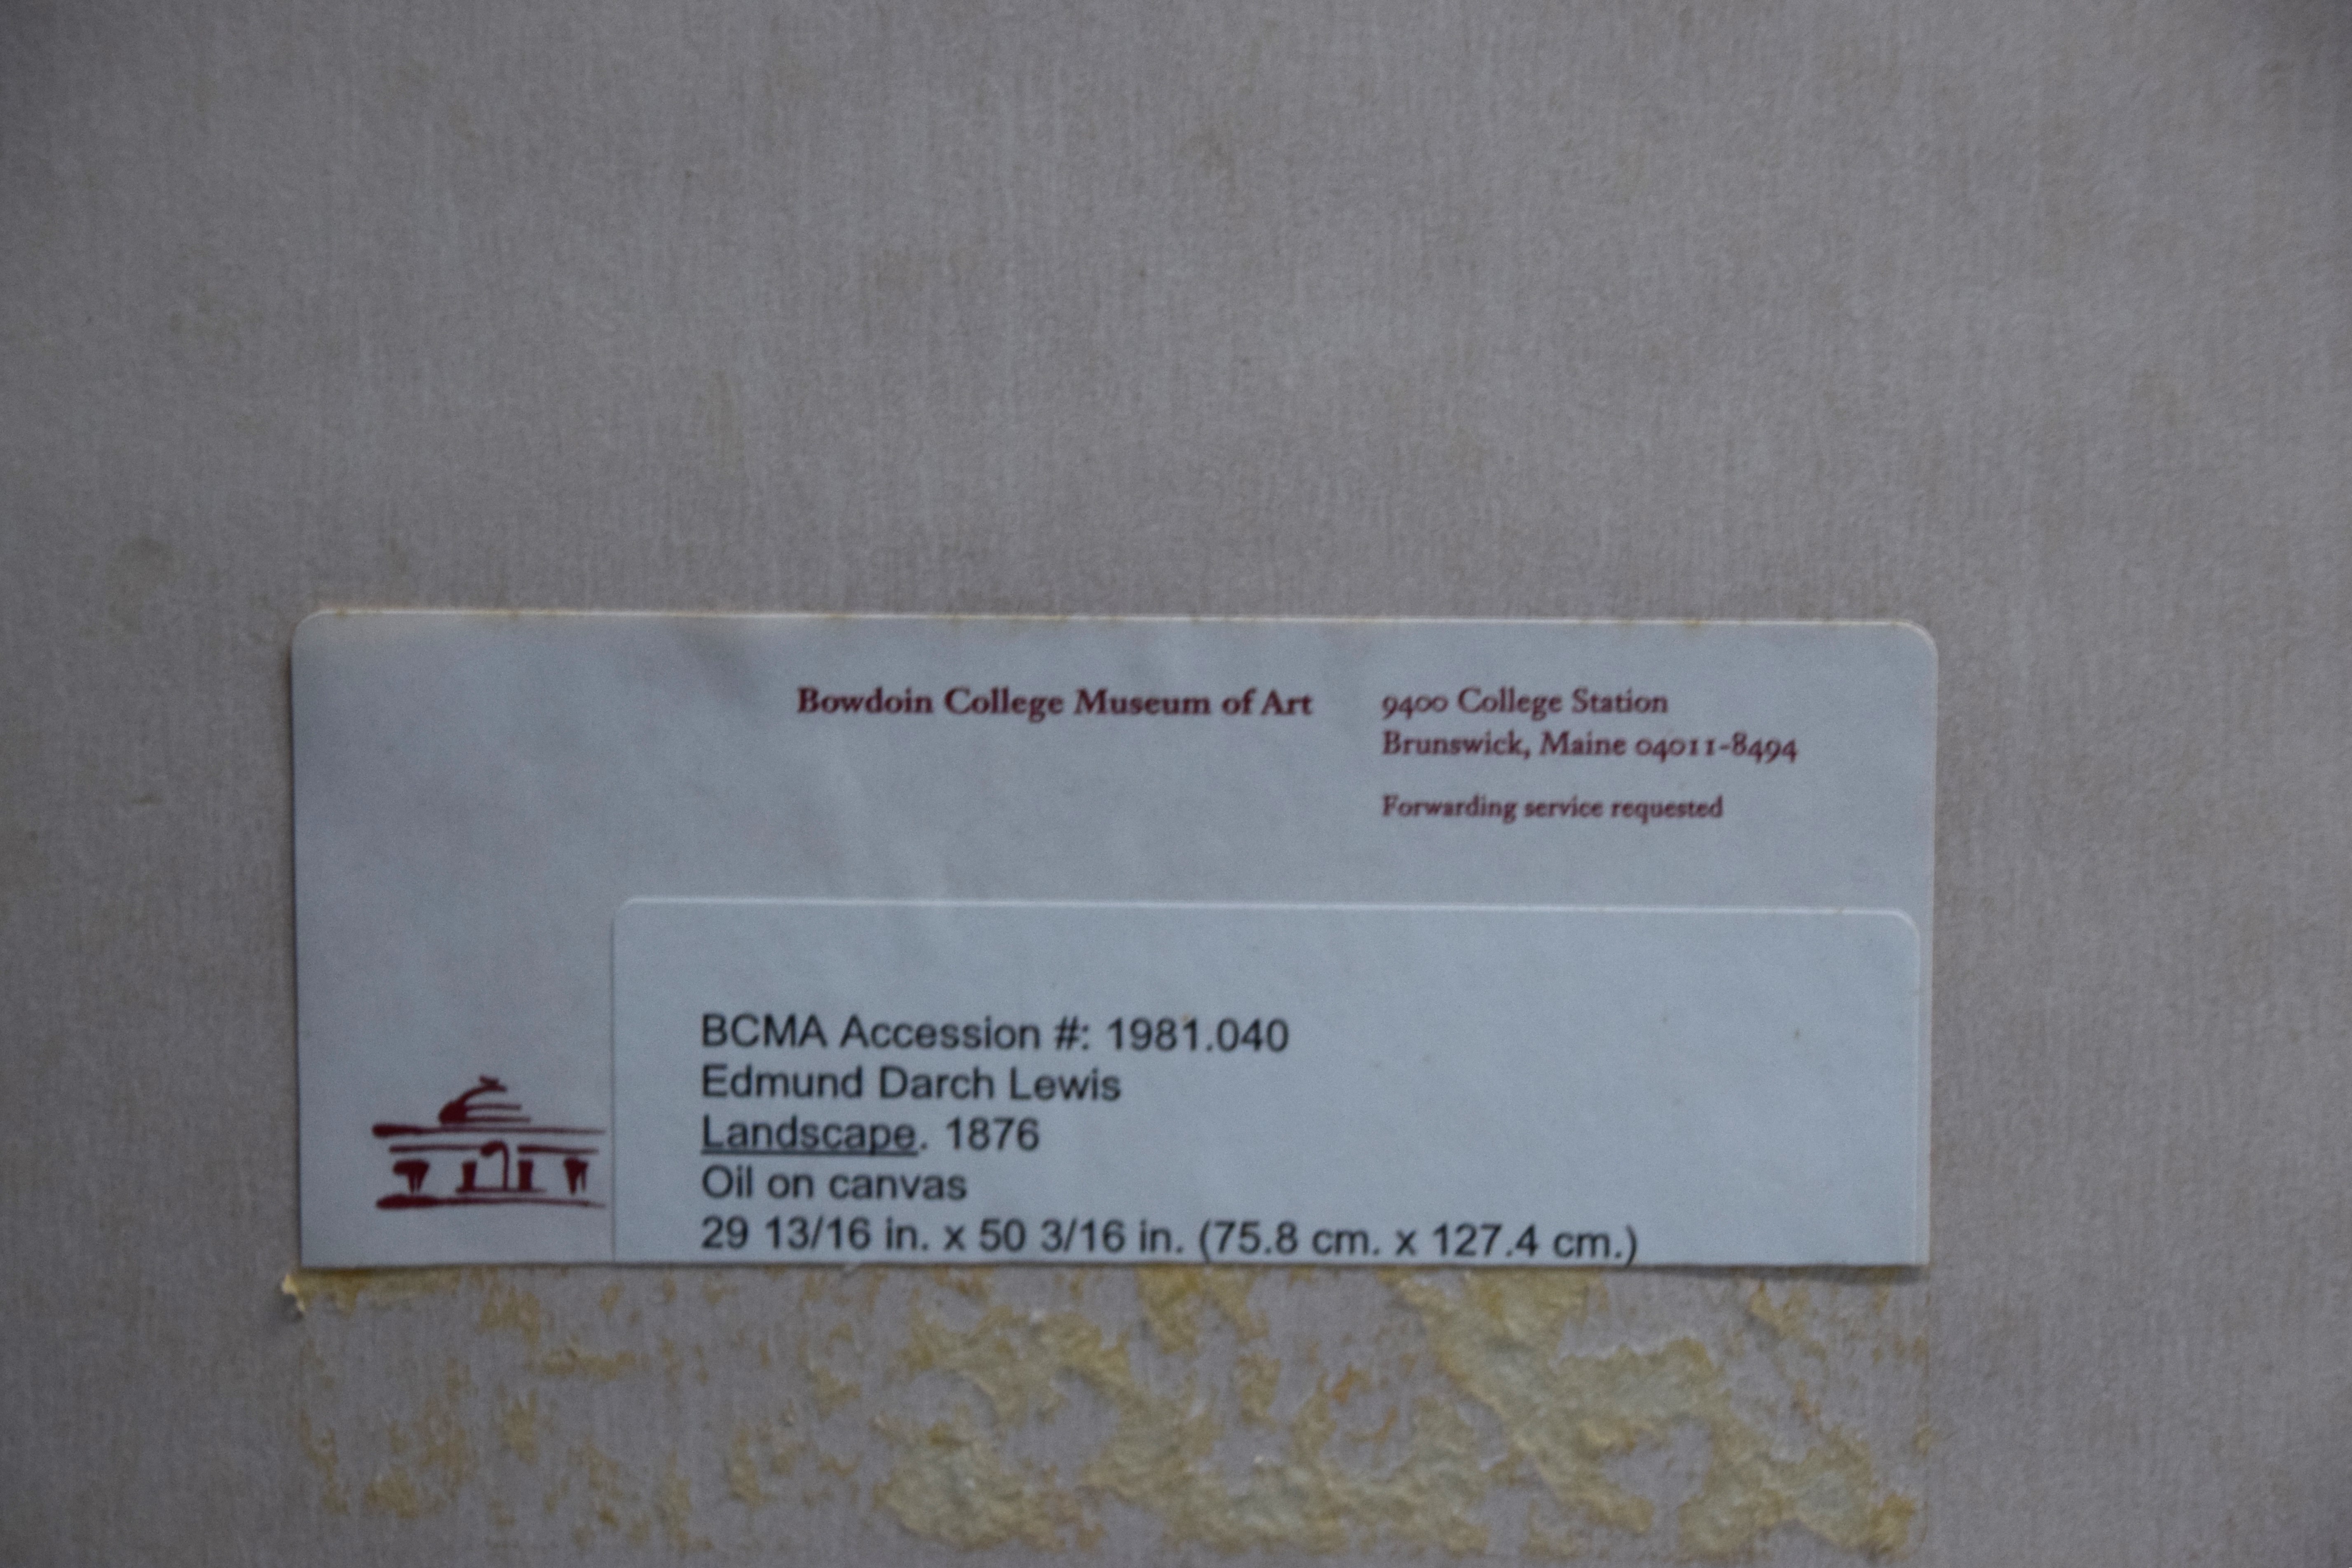 Bowdoin College Museum of Art
9400 College Station
Brunswick, Maine 04011-8494
Forwarding service requested
BCMA Accession #: 1981.040
Edmund Darch Lewis
Landscape. 1876
Oil on canvas
29 13/16 in. x 50 3/16 in. (75.8 cm. x 127.4 cm.)